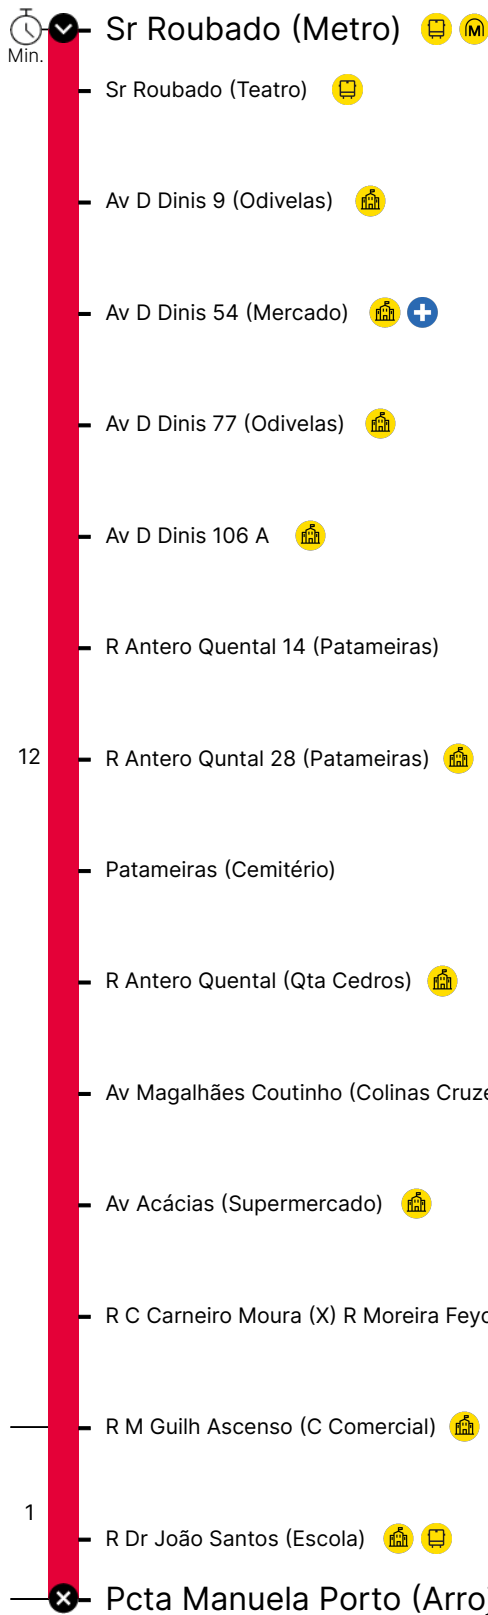 Sr Roubado (Metro)
Min.
Sr Roubado (Teatro)
Av D Dinis 9 (Odivelas)
Av D Dinis 54 (Mercado)
Av D Dinis 77 (Odivelas)
Av D Dinis 106 A
R Antero Quental 14 (Patameiras)
12 R Antero Quntal 28 (Patameiras)
Patameiras (Cemitério)
R Antero Quental (Qta Cedros)
Av Magalhães Coutinho (Colinas Cruze
Av Acácias (Supermercado)
R C Carneiro Moura (X) R Moreira Feyo
R M Guilh Ascenso (C Comercial)
1
R Dr João Santos (Escola)
Pcta Manuela Porto (Arro